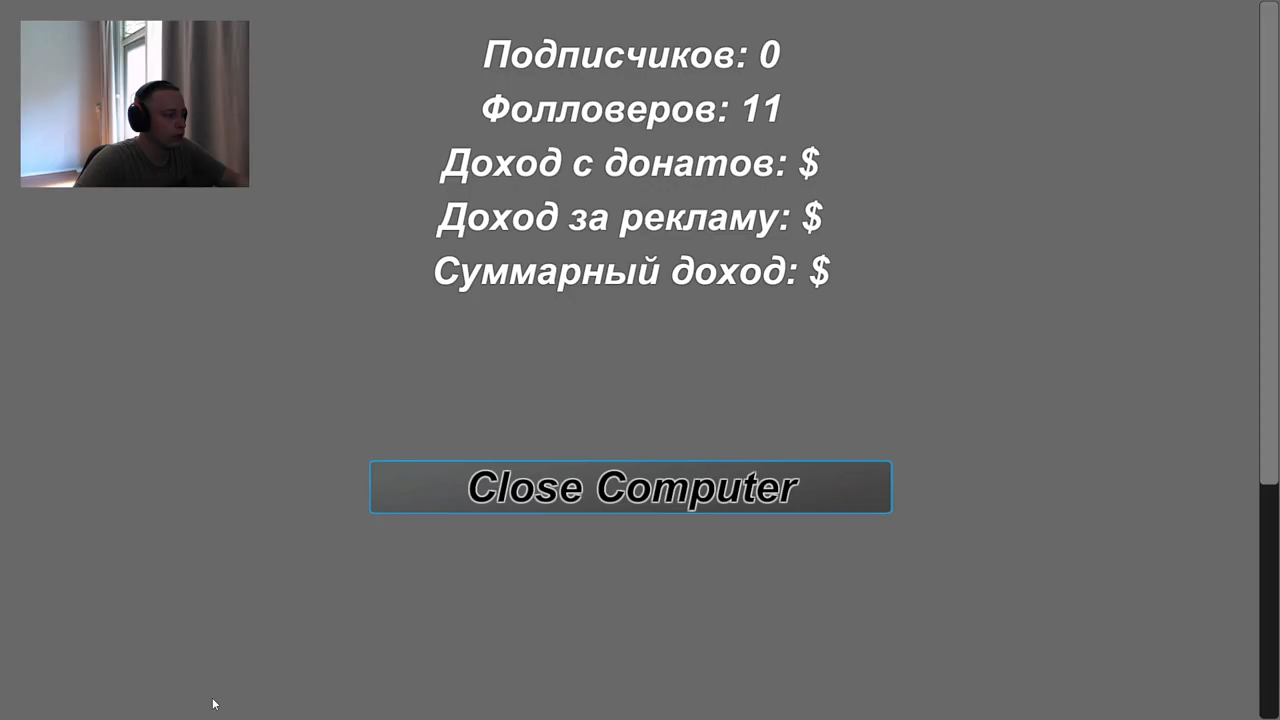 Подписчиков: 0
Фолловеров: 11
Доход с донатов: $
Доход за рекламу: $
Суммарный доход: $
Close Computer